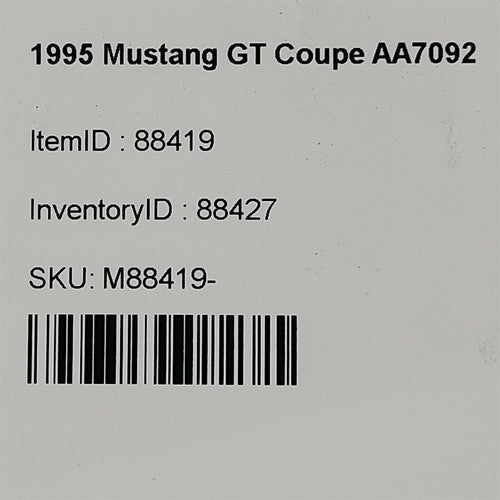 1995 Mustang GT Coupe AA7092
ItemID : 88419
InventoryID : 88427
SKU: M88419-